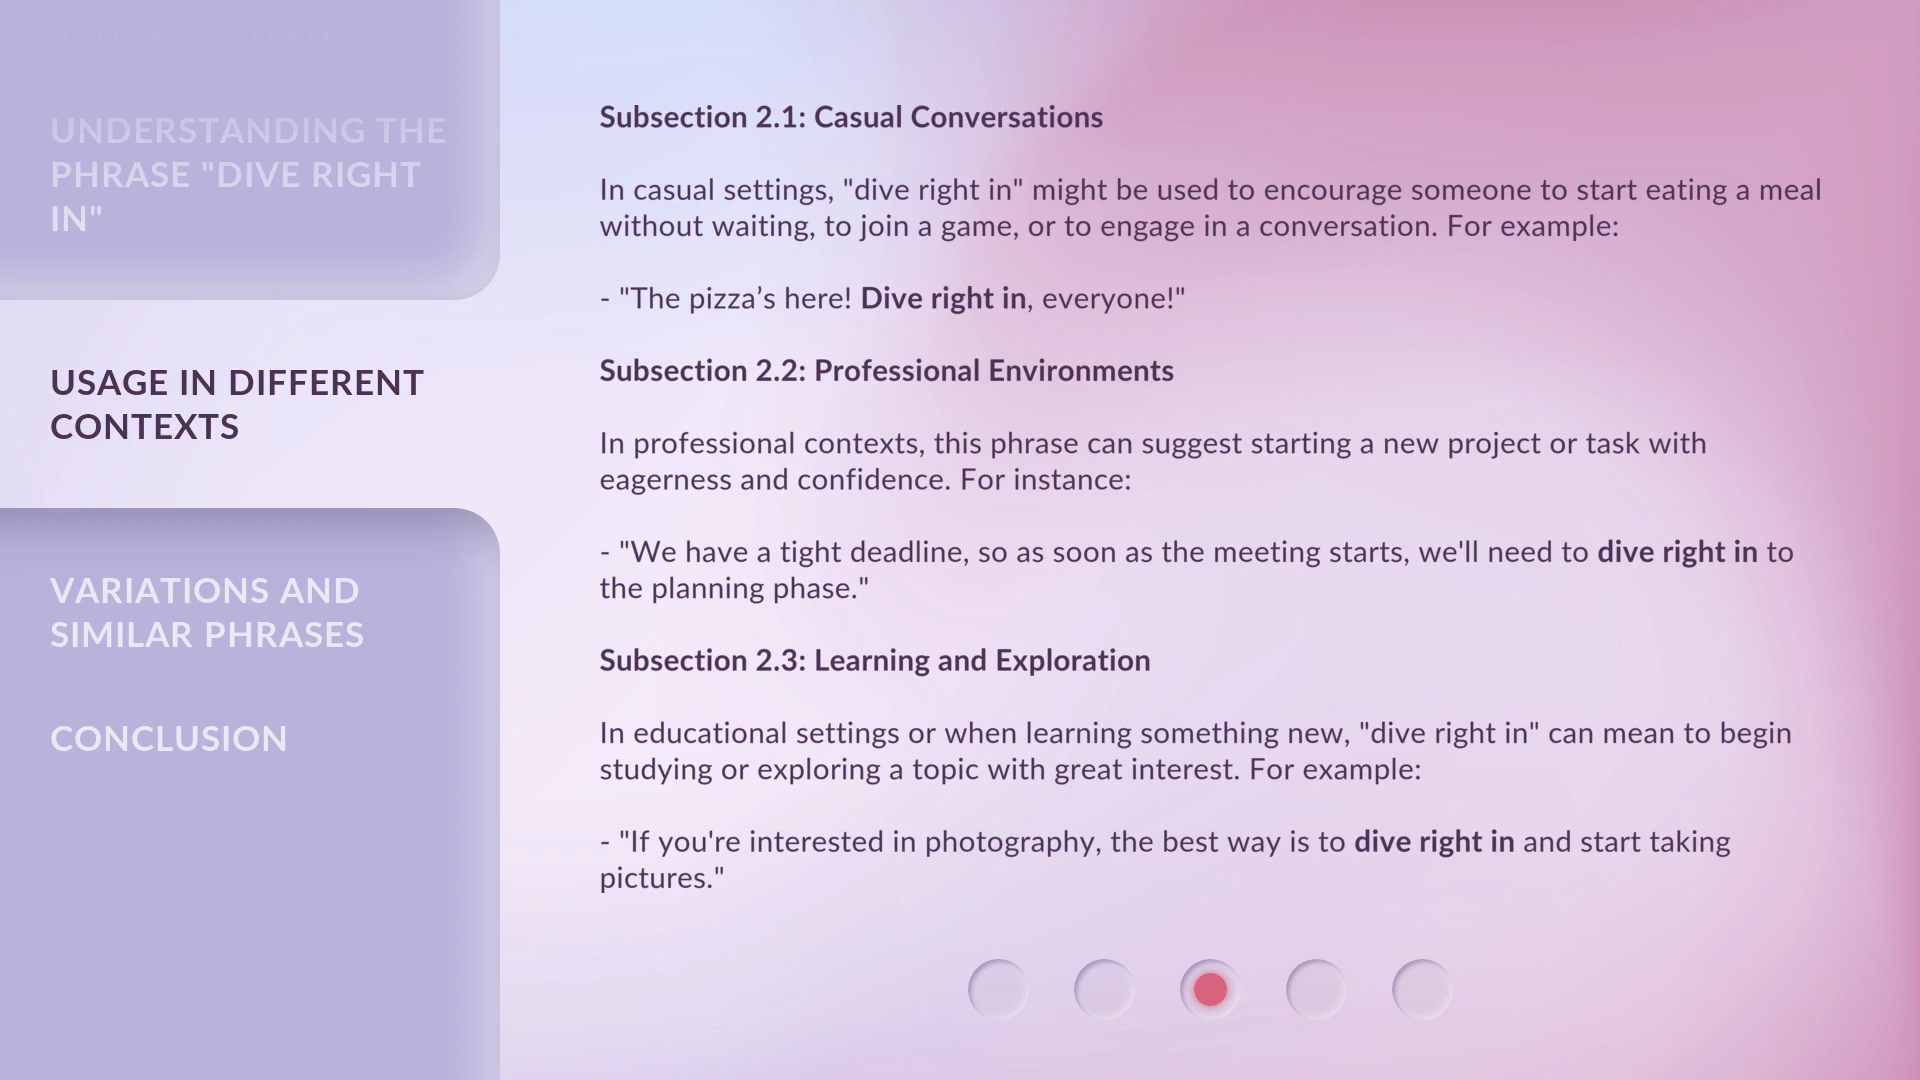 INTRODUCTION
UNDERSTANDING THE
PHRASE "DIVE RIGHT
IN"
USAGE IN DIFFERENT
CONTEXTS
VARIATIONS AND
SIMILAR PHRASES
CONCLUSION
Subsection 2.1: Casual Conversations
In casual settings, "dive right in" might be used to encourage someone to start eating a meal
without waiting, to join a game, or to engage in a conversation. For example:
- "The pizza’s here! Dive right in, everyone!"
Subsection 2.2: Professional Environments
In professional contexts, this phrase can suggest starting a new project or task with
eagerness and confidence. For instance:
- "We have a tight deadline, so as soon as the meeting starts, we'll need to dive right in to
the planning phase."
Subsection 2.3: Learning and Exploration
In educational settings or when learning something new, "dive right in" can mean to begin
studying or exploring a topic with great interest. For example:
- "If you're interested in photography, the best way is to dive right in and start taking
pictures."